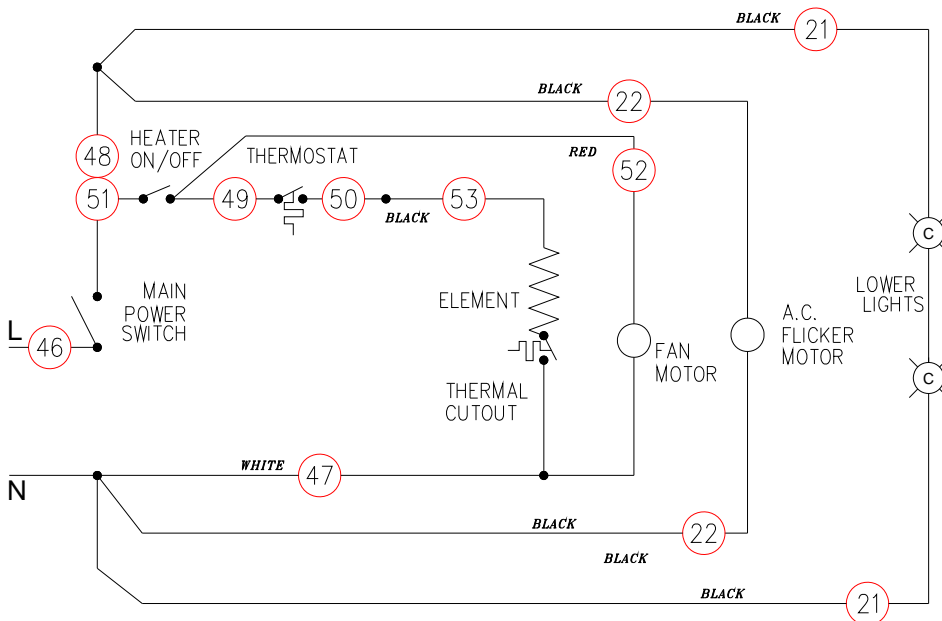 BLACK
21
BLACK
22
HEATER
ON/OFF
48
THERMOSTAT
RED
52
51
49
50
BLACK
53
MAIN
POWER
SWITCH
L
46
ELEMENT
THERMAL
CUTOUT
FAN
MOTOR
A.C.
FLICKER
MOTOR
LOWER
LIGHTS
C
C
WHITE
47
N
BLACK
22
BLACK
BLACK
21